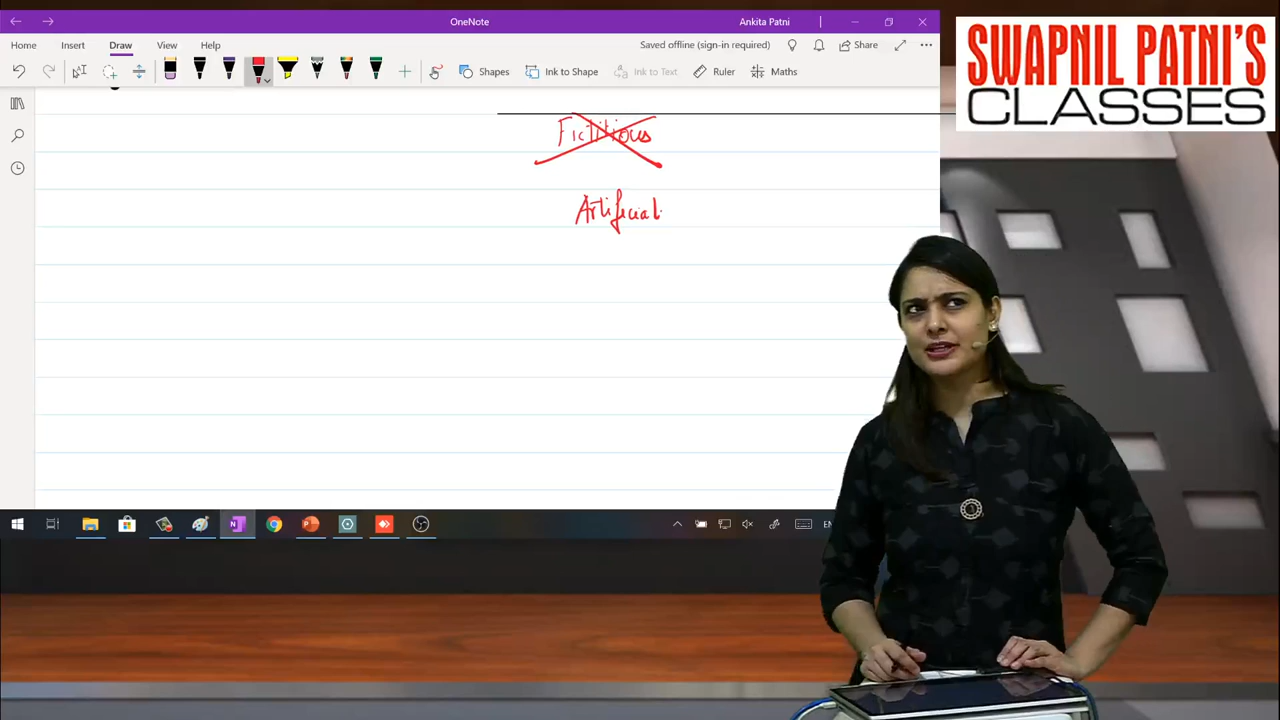 OneNote
Ankita Patni
Home Insert Draw View Help
Saved offline (sign-in required)
Share
Shapes
Ink to Shape
Ink to Text
Ruler
Maths
Fictitious
Artificial
SWAPNIL PATNI'S
CLASSES
EN